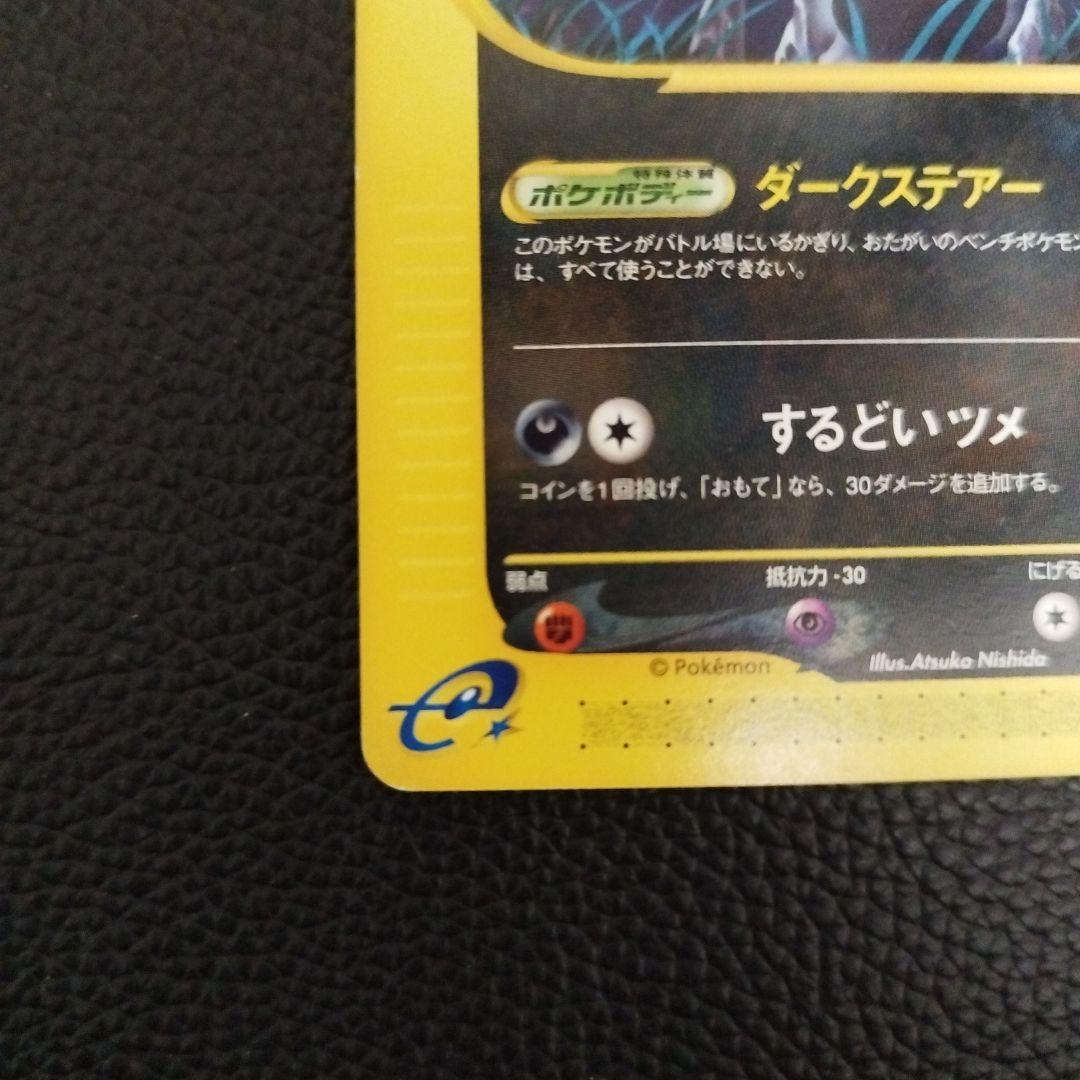 特殊体質
ポケボディー
ダークステアー
このポケモンがバトル場にいるかぎり、おたがいのベンチポケモン
は、すべて使うことができない。
するどいツメ
コインを1回投げ、「おもて」なら、30ダメージを追加する。
弱点
抵抗力 -30
にげる
© Pokémon
Illus.Atsuko Nishida